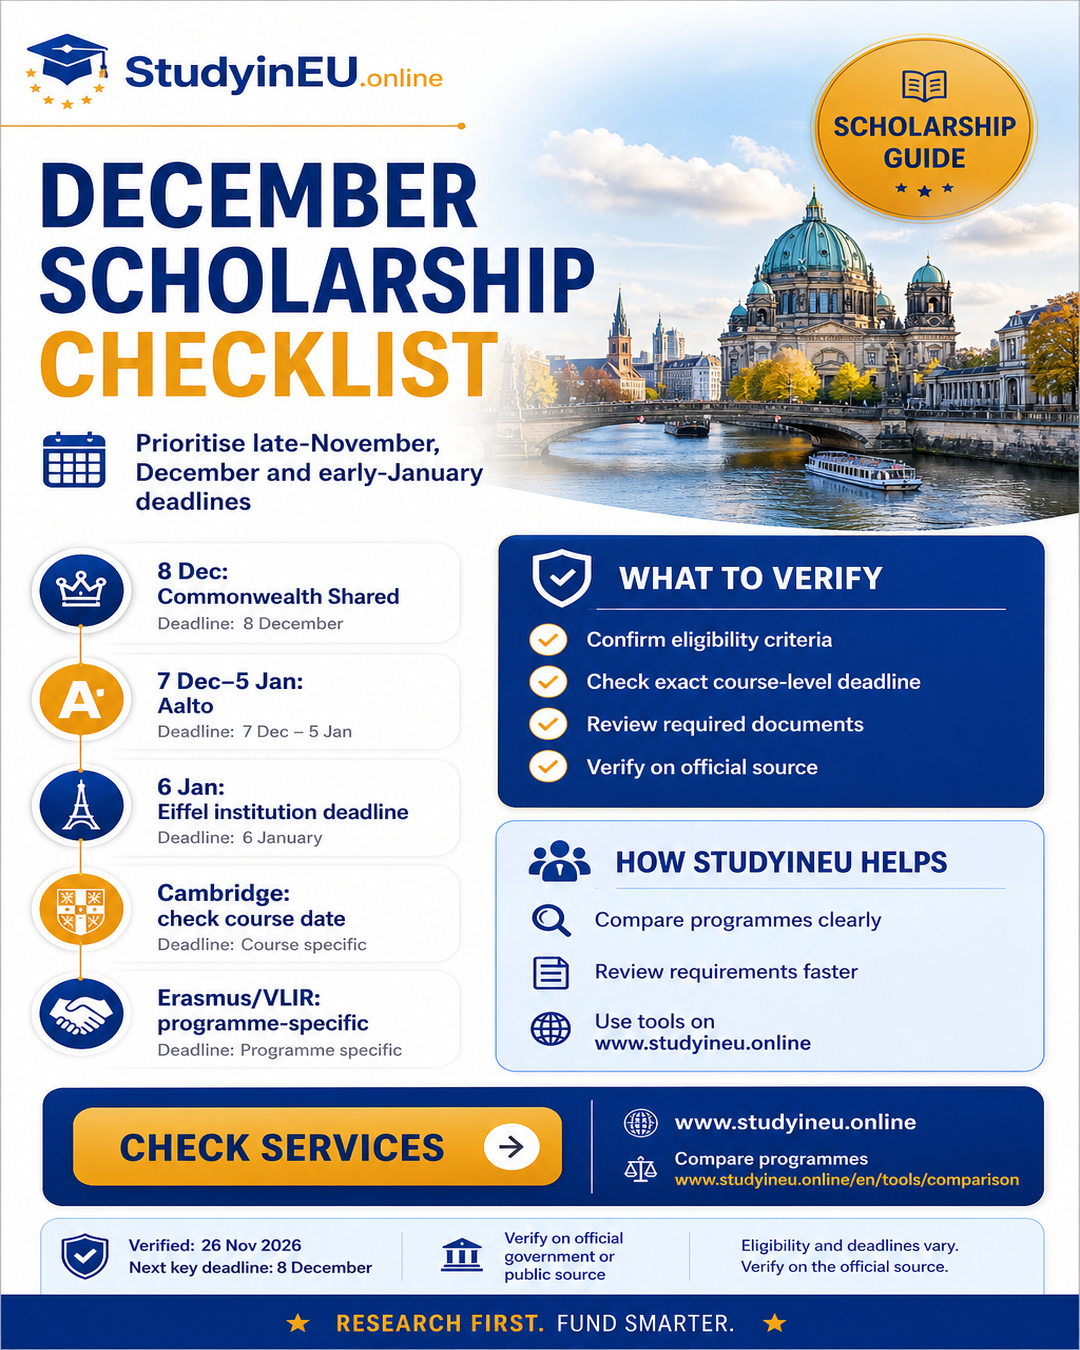 StudyinEU.online
SCHOLARSHIP
GUIDE
DECEMBER
SCHOLARSHIP
CHECKLIST
Prioritise late-November,
December and early-January
deadlines
8 Dec:
Commonwealth Shared
Deadline: 8 December
A
7 Dec–5 Jan:
Aalto
Deadline: 7 Dec – 5 Jan
6 Jan:
Eiffel institution deadline
Deadline: 6 January
Cambridge:
check course date
Deadline: Course specific
Erasmus/VLIR:
programme-specific
Deadline: Programme specific
WHAT TO VERIFY
Confirm eligibility criteria
Check exact course-level deadline
Review required documents
Verify on official source
HOW STUDYINEU HELPS
Compare programmes clearly
Review requirements faster
Use tools on
www.studyineu.online
CHECK SERVICES
www.studyineu.online
Compare programmes
www.studyineu.online/en/tools/comparison
Verified: 26 Nov 2026
Next key deadline: 8 December
Verify on official
government or
public source
Eligibility and deadlines vary.
Verify on the official source.
RESEARCH FIRST. FUND SMARTER.